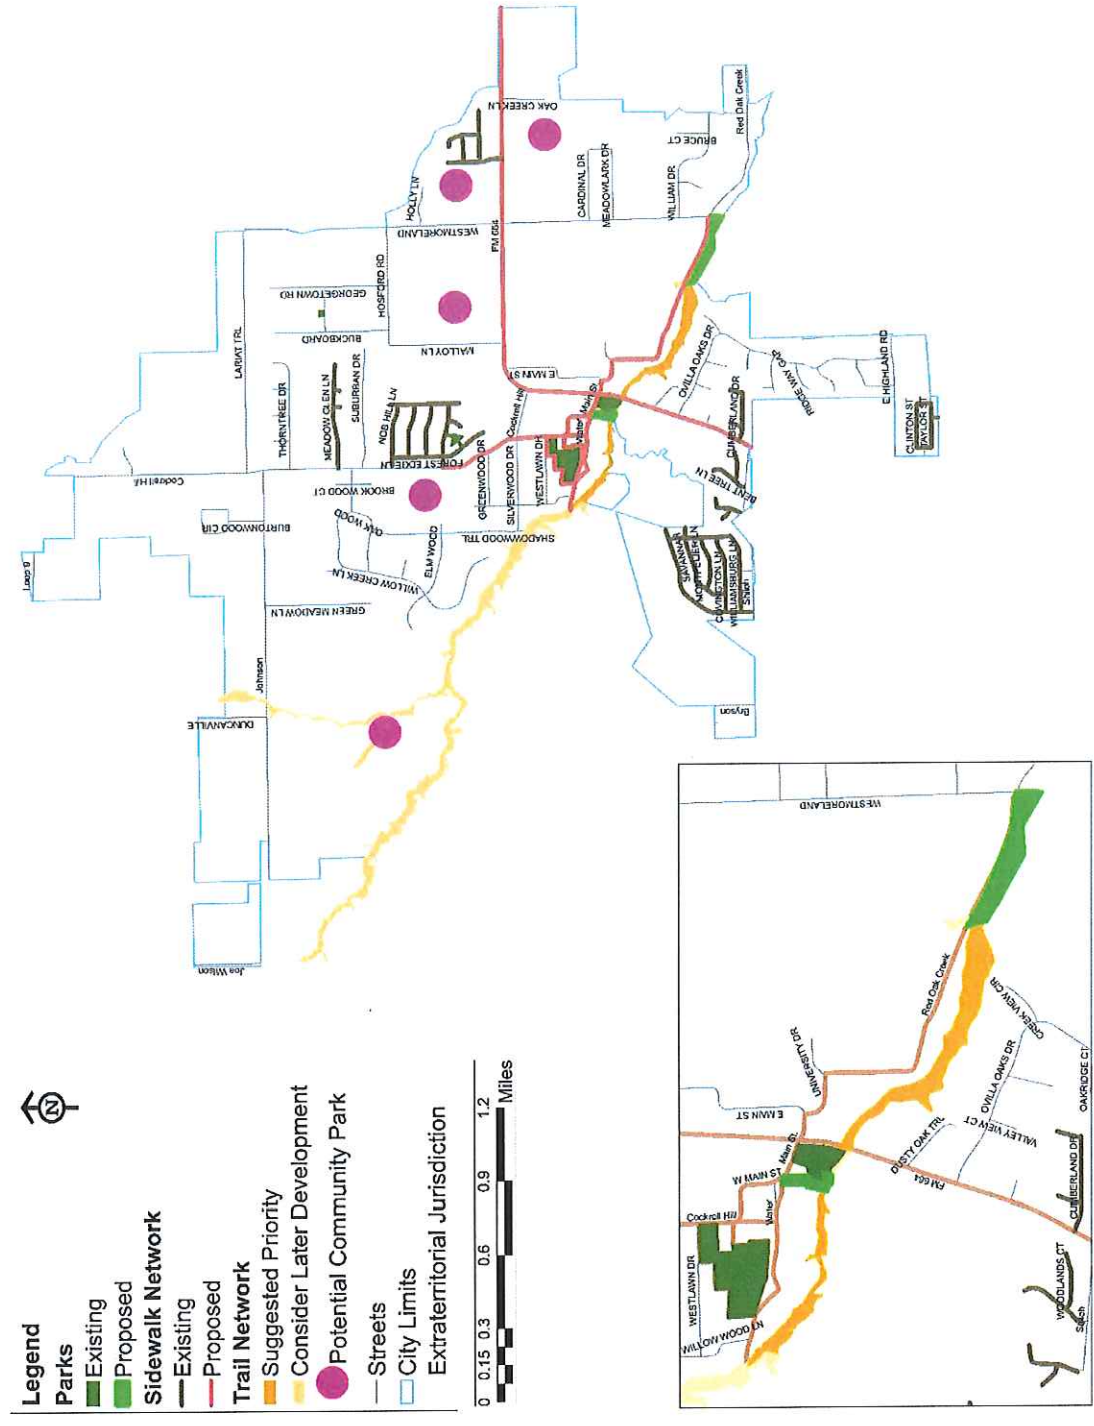 Legend
Parks
Existing
Proposed
Sidewalk Network
Existing
Proposed
Trail Network
Suggested Priority
Consider Later Development
Potential Community Park
Streets
City Limits
Extraterritorial Jurisdiction
N
0 0.15 0.3 0.6 0.9 1.2
Miles
Loop 9
Cockrell Hill
LARIAT TRL
BURTONWOOD CIR
THORNTREE DR
MEADOW GLEN LN
SUBURBAN DR
BUCKBOARD
GEORGETOWN RD
HOSFORD RD
MALLOY LN
WESTMORELAND
HOLLY LN
FM 664
OAK CREEK LN
CARDINAL DR
MEADOWLARK DR
WILLIAM DR
BRUCE CT
Red Oak Creek
NOB HILL LN
FOREST EDGE LN
BROOK WOOD CT
OAK WOOD
ELM WOOD
WILLOW CREEK LN
GREEN MEADOW LN
GREENWOOD DR
SILVERWOOD DR
WESTLAWN DR
SHADOWWOOD TRL
Cockrell Hill
E MAIN ST
Main St.
Water
OVILLA OAKS DR
RIDGE WAY GAP
E HIGHLAND RD
CLINTON ST
TAYLOR ST
CUMBERLAND DR
BENT TREE LN
SAVANNAH
MONTPELIER LN
COVINGTON LN
WILLIAMSBURG LN
Shiloh
Bryson
Johnson
DUNCANVILLE
Joe Wilson
WESTMORELAND
Red Oak Creek
UNIVERSITY DR
E MAIN ST
Main St.
W MAIN ST
Cockrell Hill
Water
WESTLAWN DR
WILLOW WOOD LN
CREEK VIEW CIR
OVILLA OAKS DR
VALLEY VIEW CT
DUSTY OAK TRL
FM 664
OAKRIDGE CT
CUMBERLAND DR
WOODLANDS CT